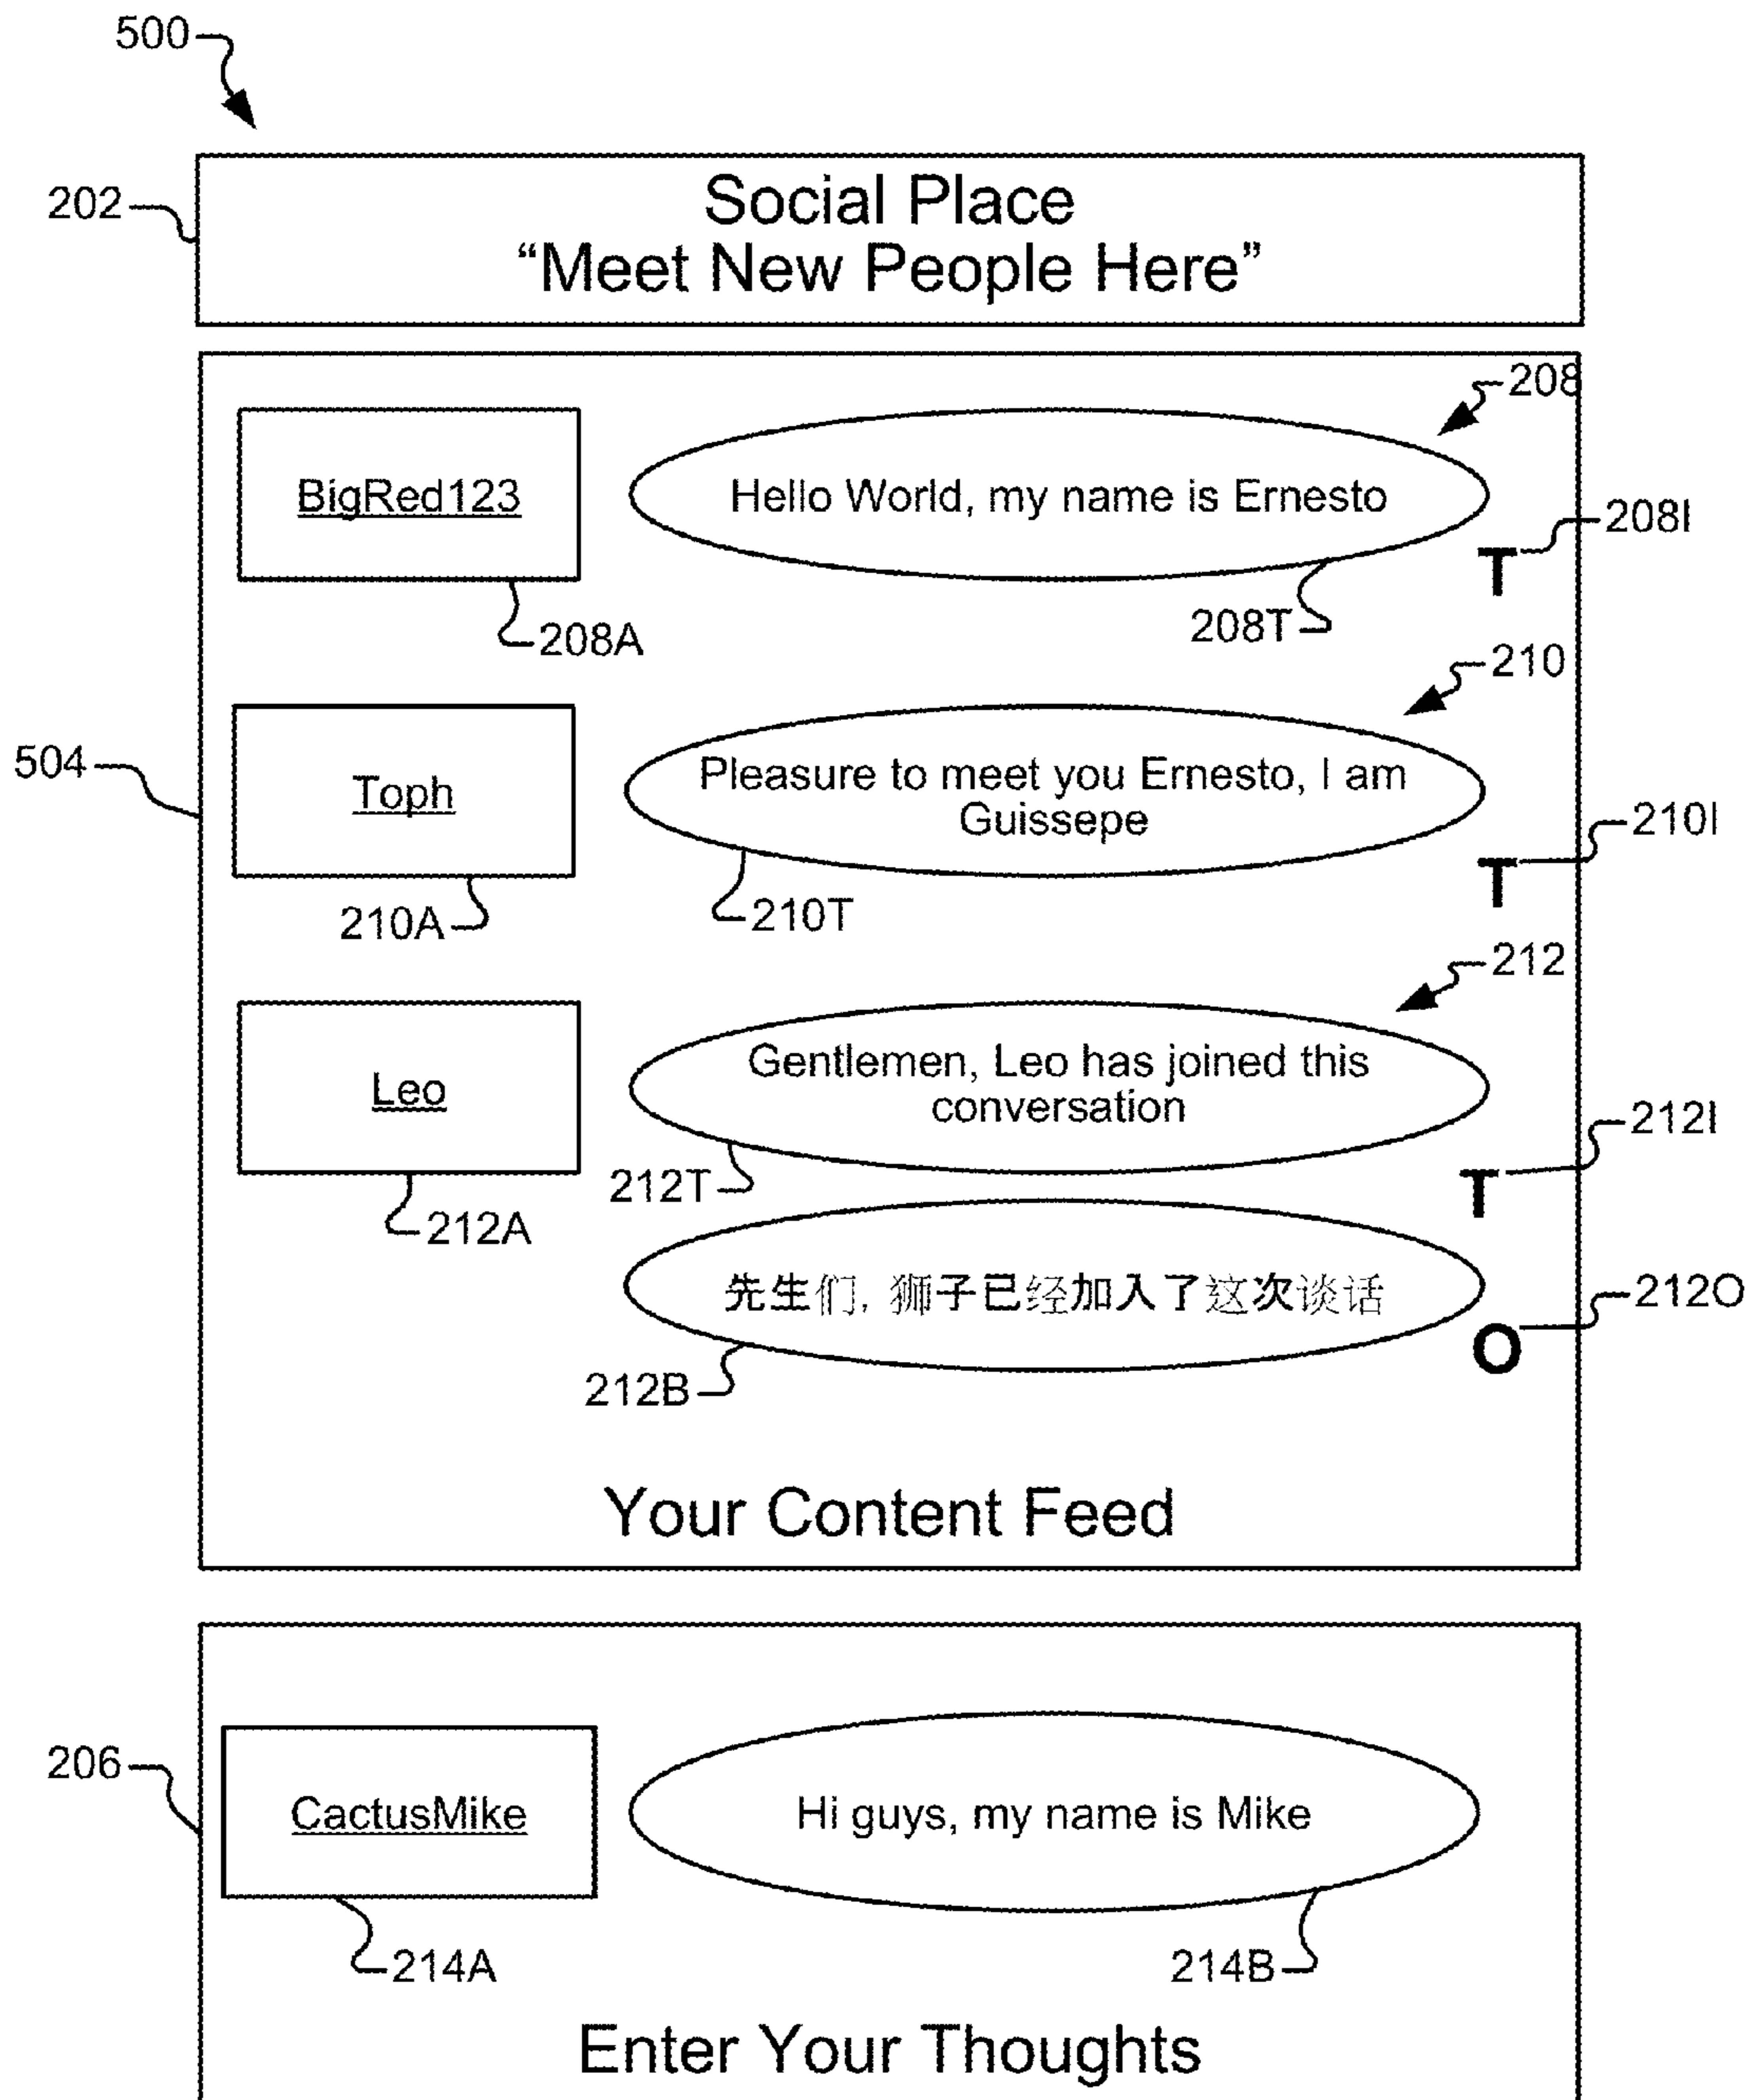 500
202
Social Place
“Meet New People Here”
208
BigRed123
Hello World, my name is Ernesto
208I
T
208A
208T
210
504
Toph
Pleasure to meet you Ernesto, I am
Guissepe
210I
T
210A
210T
212
Leo
Gentlemen, Leo has joined this
conversation
212I
T
212T
212A
先生们, 狮子已经加入了这次谈话
212O
O
212B
Your Content Feed
206
CactusMike
Hi guys, my name is Mike
214A
214B
Enter Your Thoughts